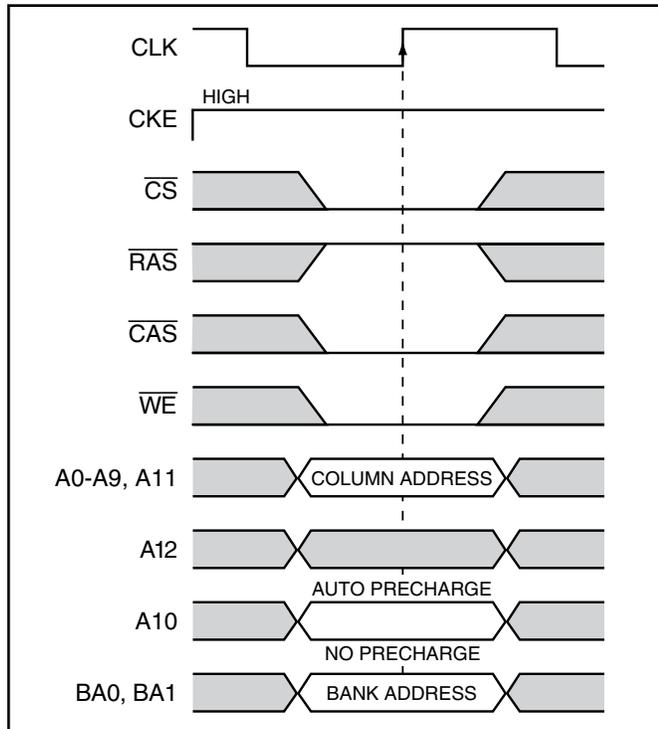 CLK
HIGH
CKE
CS
RAS
CAS
WE
A0-A9, A11
COLUMN ADDRESS
A12
AUTO PRECHARGE
A10
NO PRECHARGE
BA0, BA1
BANK ADDRESS